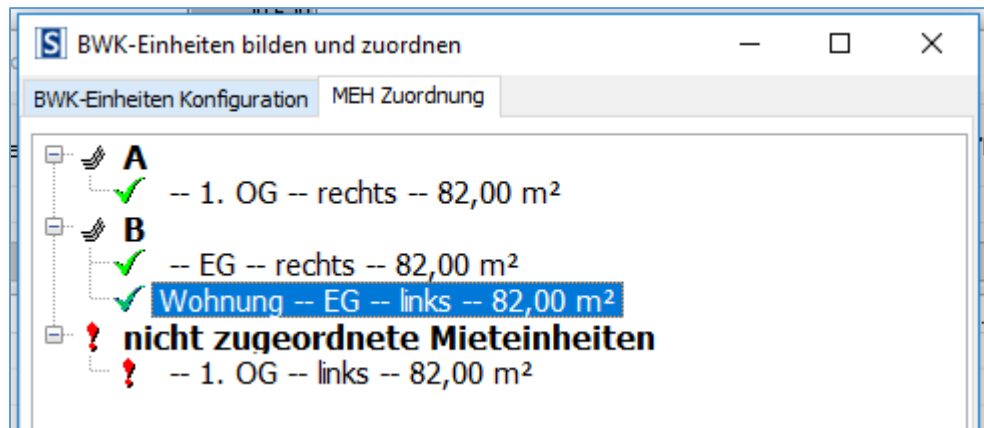 S BWK-Einheiten bilden und zuordnen
BWK-Einheiten Konfiguration MEH Zuordnung
A
-- 1. OG -- rechts -- 82,00 m²
B
-- EG -- rechts -- 82,00 m²
Wohnung -- EG -- links -- 82,00 m²
nicht zugeordnete Mieteinheiten
-- 1. OG -- links -- 82,00 m²